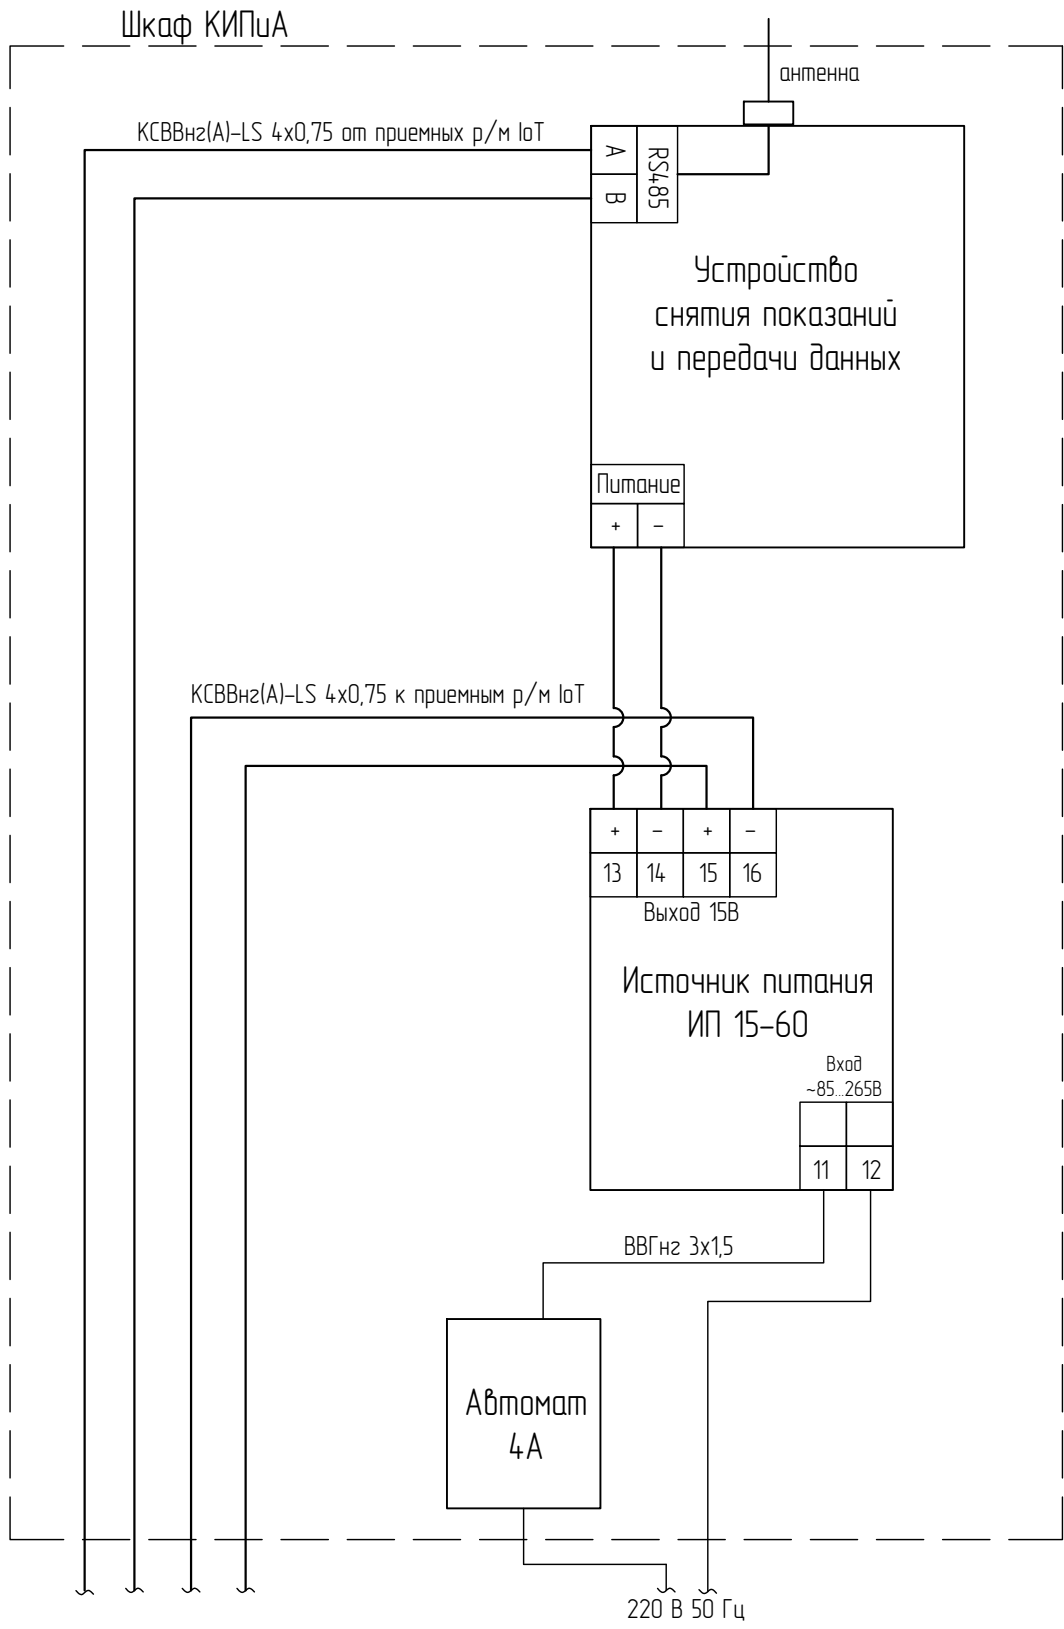 Шкаф КИПиА
антенна
КСВВнг(А)-LS 4х0,75 от приемных р/м IoT
A
B
RS485
Устройство
снятия показаний
и передачи данных
Питание
+ -
КСВВнг(А)-LS 4х0,75 к приемным р/м IoT
+ - + -
13 14 15 16
Выход 15В
Источник питания
ИП 15-60
Вход
~85...265В
11 12
ВВГнг 3х1,5
Автомат
4А
220 В 50 Гц